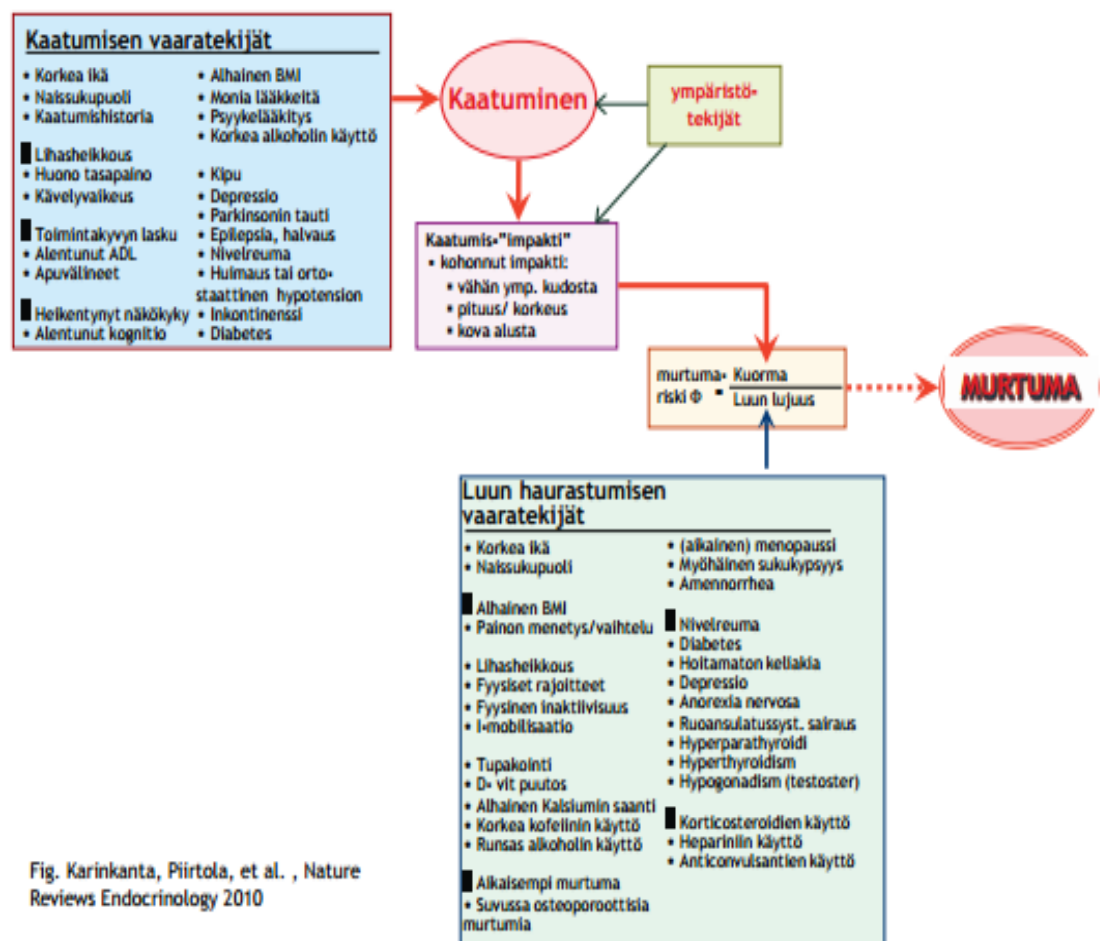 Kaatumisen vaaratekijät
• Korkea ikä
• Naissukupuoli
• Kaatumishistoria
Lihasheikkous
• Huono tasapaino
• Kävelyvaikeus
Toimintakyvyn lasku
• Alentunut ADL
• Apuvälineet
Heikentynyt näkökyky
• Alentunut kognitio
• Alhainen BMI
• Monia lääkkeitä
• Psyykelääkitys
• Korkea alkoholin käyttö
• Kipu
• Depressio
• Parkinsonin tauti
• Epilepsia, halvaus
• Nivelreuma
• Huimaus tai orto-
staattinen hypotension
• Inkontinenssi
• Diabetes
Kaatuminen
ympäristö-
tekijät
Kaatumis-"impakti"
• kohonnut impakti:
• vähän ymp. kudosta
• pituus/ korkeus
• kova alusta
murtuma- Kuorma
riski Φ = Luun lujuus
MURTUMA
Luun haurastumisen
vaaratekijät
• Korkea ikä
• Naissukupuoli
Alhainen BMI
• Painon menetys/vaihtelu
• Lihasheikkous
• Fyysiset rajoitteet
• Fyysinen inaktiivisuus
• I-mobilisaatio
• Tupakointi
• D- vit puutos
• Alhainen Kalsiumin saanti
• Korkea kofeiinin käyttö
• Runsas alkoholin käyttö
Aikaisempi murtuma
• Suvussa osteoporoottisia
murtumia
• (aikainen) menopaussi
• Myöhäinen sukukypsyys
• Amennorrhea
Nivelreuma
• Diabetes
• Hoitamaton keliakia
• Depressio
• Anorexia nervosa
• Ruoansulatussyst. sairaus
• Hyperparathyroidi
• Hyperthyroidism
• Hypogonadism (testoster)
Korticosteroidien käyttö
• Hepariniin käyttö
• Anticonvulsantien käyttö
Fig. Karinkanta, Piirtola, et al. , Nature
Reviews Endocrinology 2010